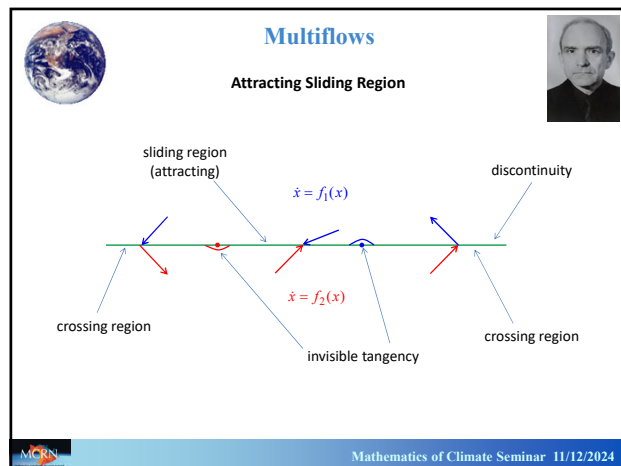 Multiflows
Attracting Sliding Region
sliding region
(attracting)
ẋ = f₁(x)
discontinuity
ẋ = f₂(x)
crossing region
invisible tangency
crossing region
MCRN
Mathematics of Climate Seminar 11/12/2024